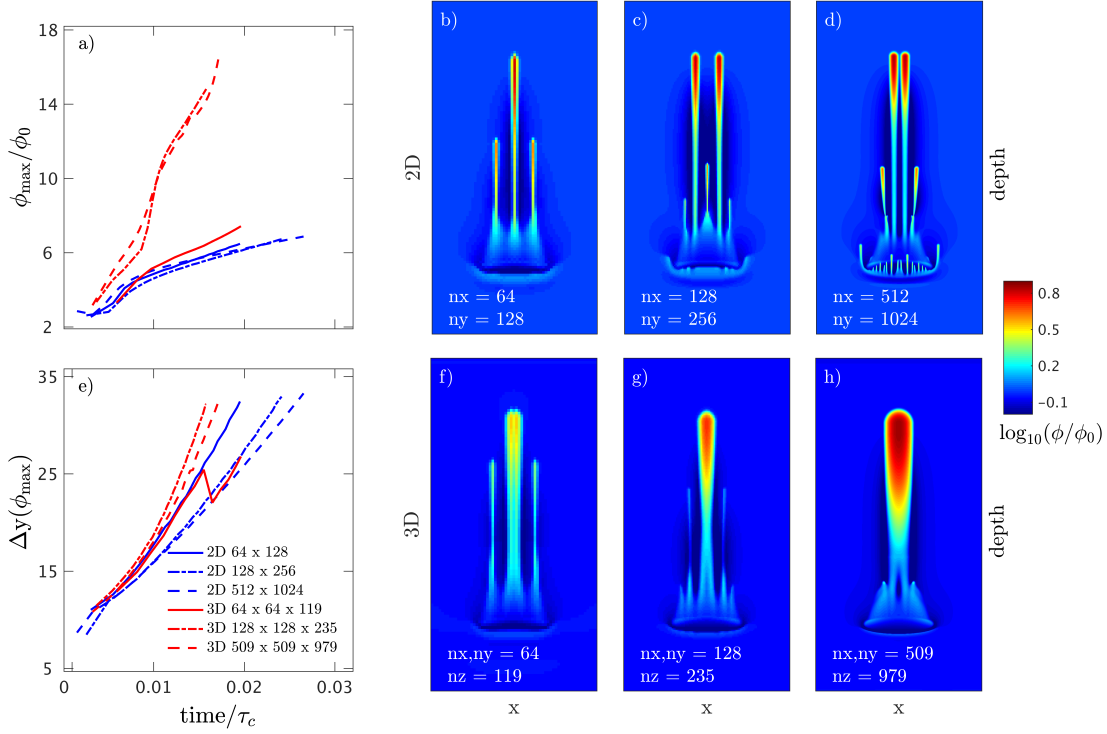 a)
18
14
10
6
2
ϕmax/ϕ0
b)
nx = 64
ny = 128
c)
nx = 128
ny = 256
d)
nx = 512
ny = 1024
2D
depth
0.8
0.5
0.2
−0.1
log10(ϕ/ϕ0)
e)
35
25
15
5
Δy(ϕmax)
2D 64 x 128
2D 128 x 256
2D 512 x 1024
3D 64 x 64 x 119
3D 128 x 128 x 235
3D 509 x 509 x 979
0 0.01 0.02 0.03
time/τc
f)
nx,ny = 64
nz = 119
g)
nx,ny = 128
nz = 235
h)
nx,ny = 509
nz = 979
3D
depth
x
x
x